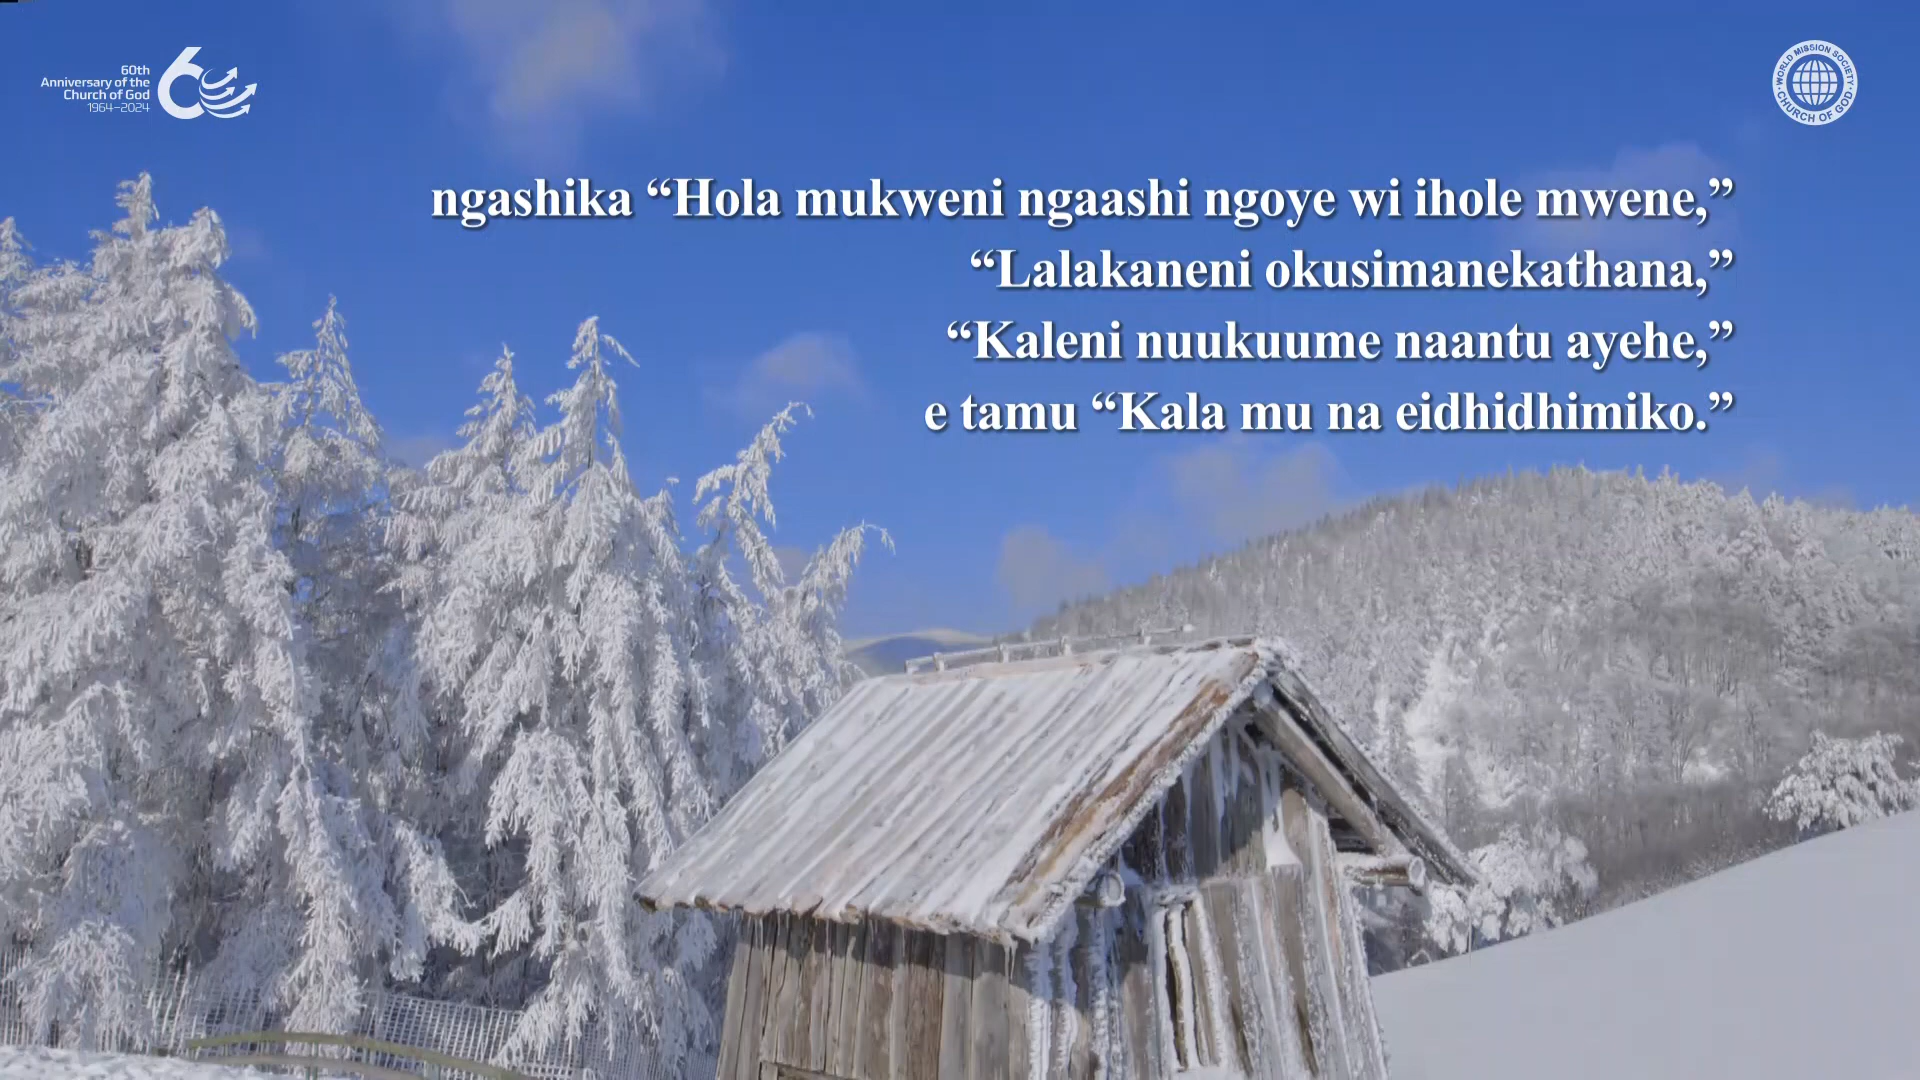 60th
Anniversary of the
Church of God
1964–2024
60
WORLD MISSION SOCIETY
CHURCH OF GOD
ngashika “Hola mukweni ngaashi ngoye wi ihole mwene,”
“Lalakaneni okusimanekathana,”
“Kaleni nuukuume naantu ayehe,”
e tamu “Kala mu na eidhidhimiko.”